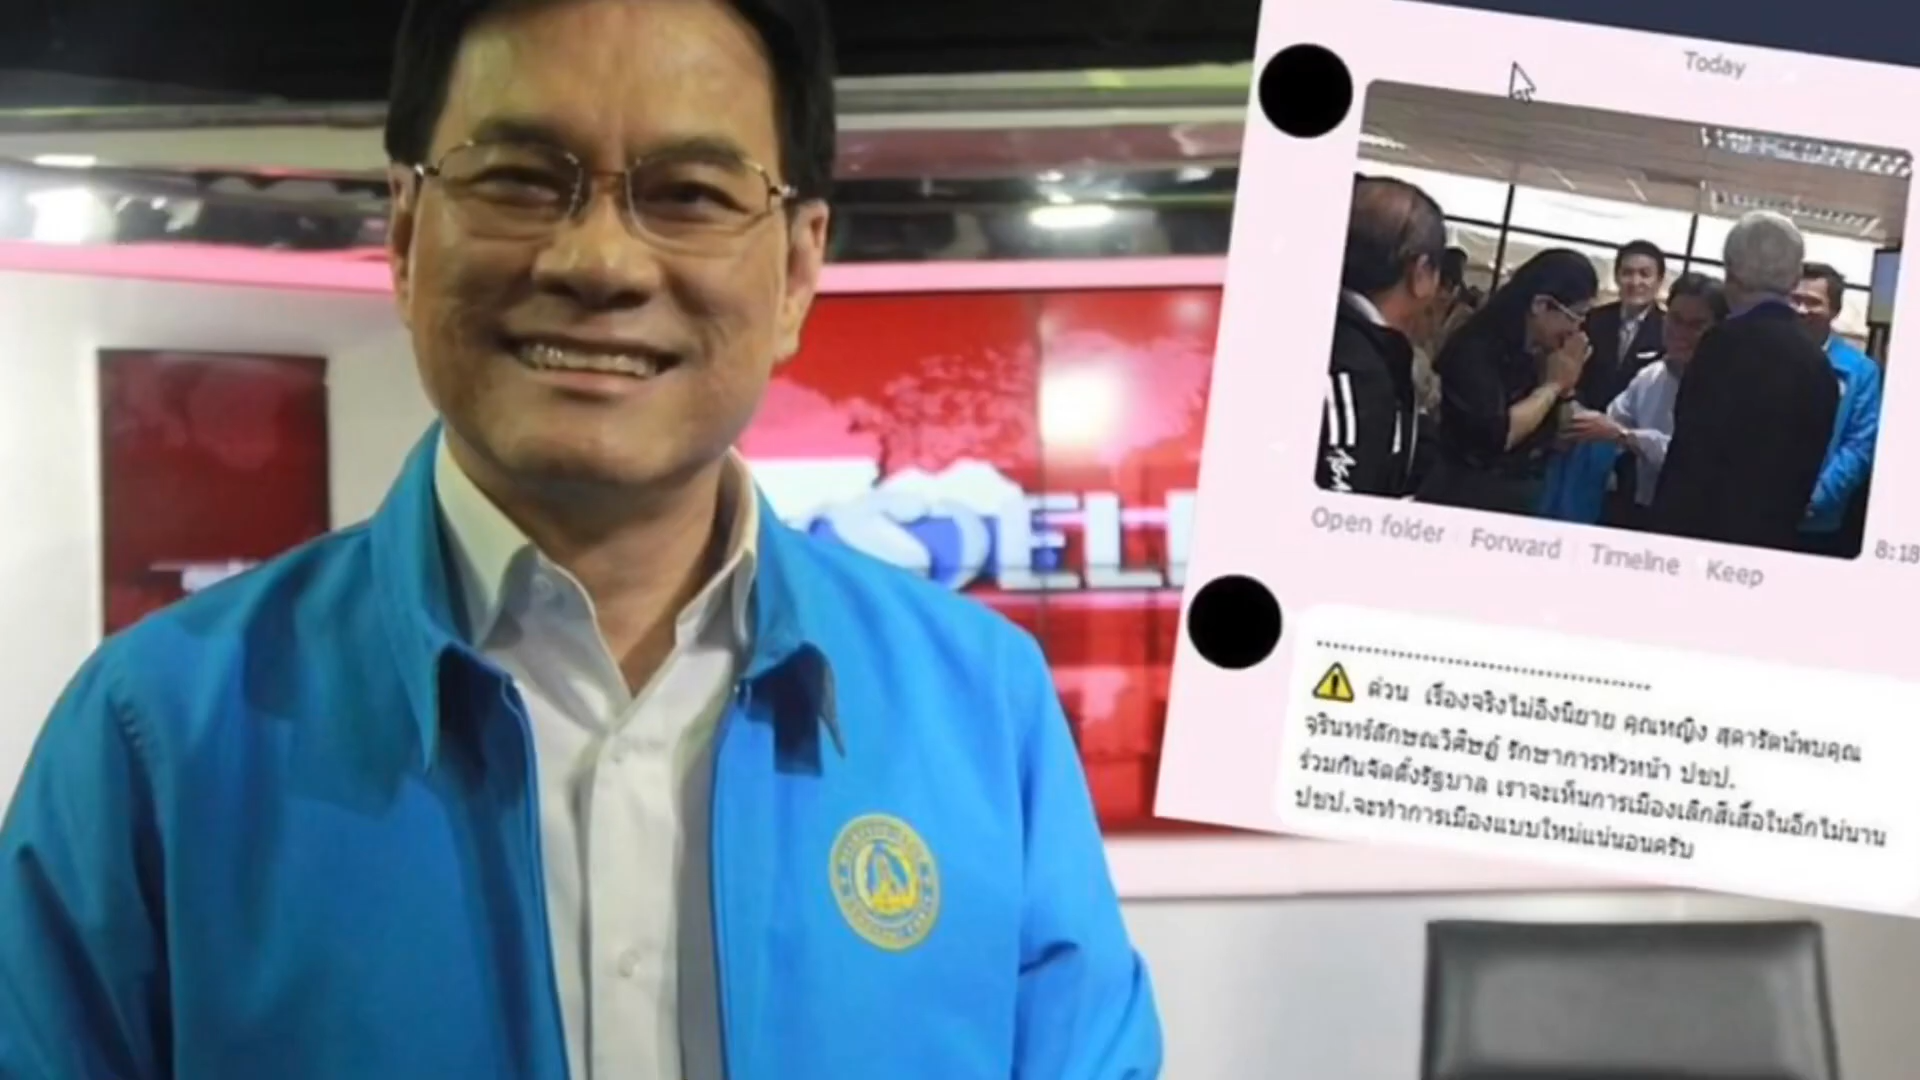 Today
Open folder Forward Timeline Keep
8:18
ด่วน เรื่องจริงไม่อิงนิยาย คุณหญิง สุดารัตน์พบคุณ
จุรินทร์ลักษณวิศิษฏ์ รักษาการหัวหน้า ปชป.
ร่วมกันจัดตั้งรัฐบาล เราจะเห็นการเมืองเลิกสีเสื้อในอีกไม่นาน
ปชป.จะทำการเมืองแบบใหม่แน่นอนครับ